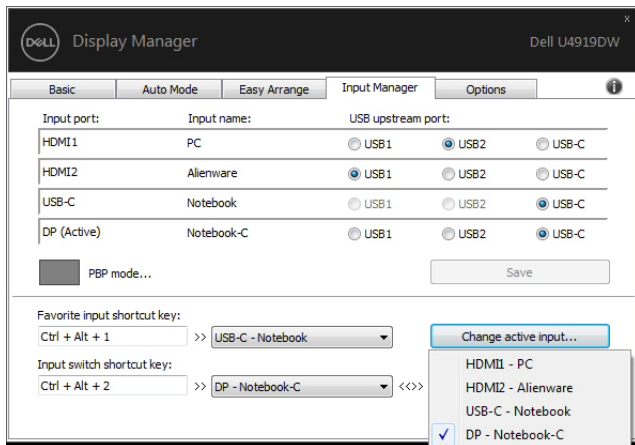 DELL Display Manager Dell U4919DW
x
Basic Auto Mode Easy Arrange Input Manager Options i
Input port: Input name: USB upstream port:
HDMI1 PC USB1 USB2 USB-C
HDMI2 Alienware USB1 USB2 USB-C
USB-C Notebook USB1 USB2 USB-C
DP (Active) Notebook-C USB1 USB2 USB-C
PBP mode... Save
Favorite input shortcut key:
Ctrl + Alt + 1 >> USB-C - Notebook Change active input...
Input switch shortcut key:
Ctrl + Alt + 2 >> DP - Notebook-C <<>>
HDMI1 - PC
HDMI2 - Alienware
USB-C - Notebook
✓ DP - Notebook-C